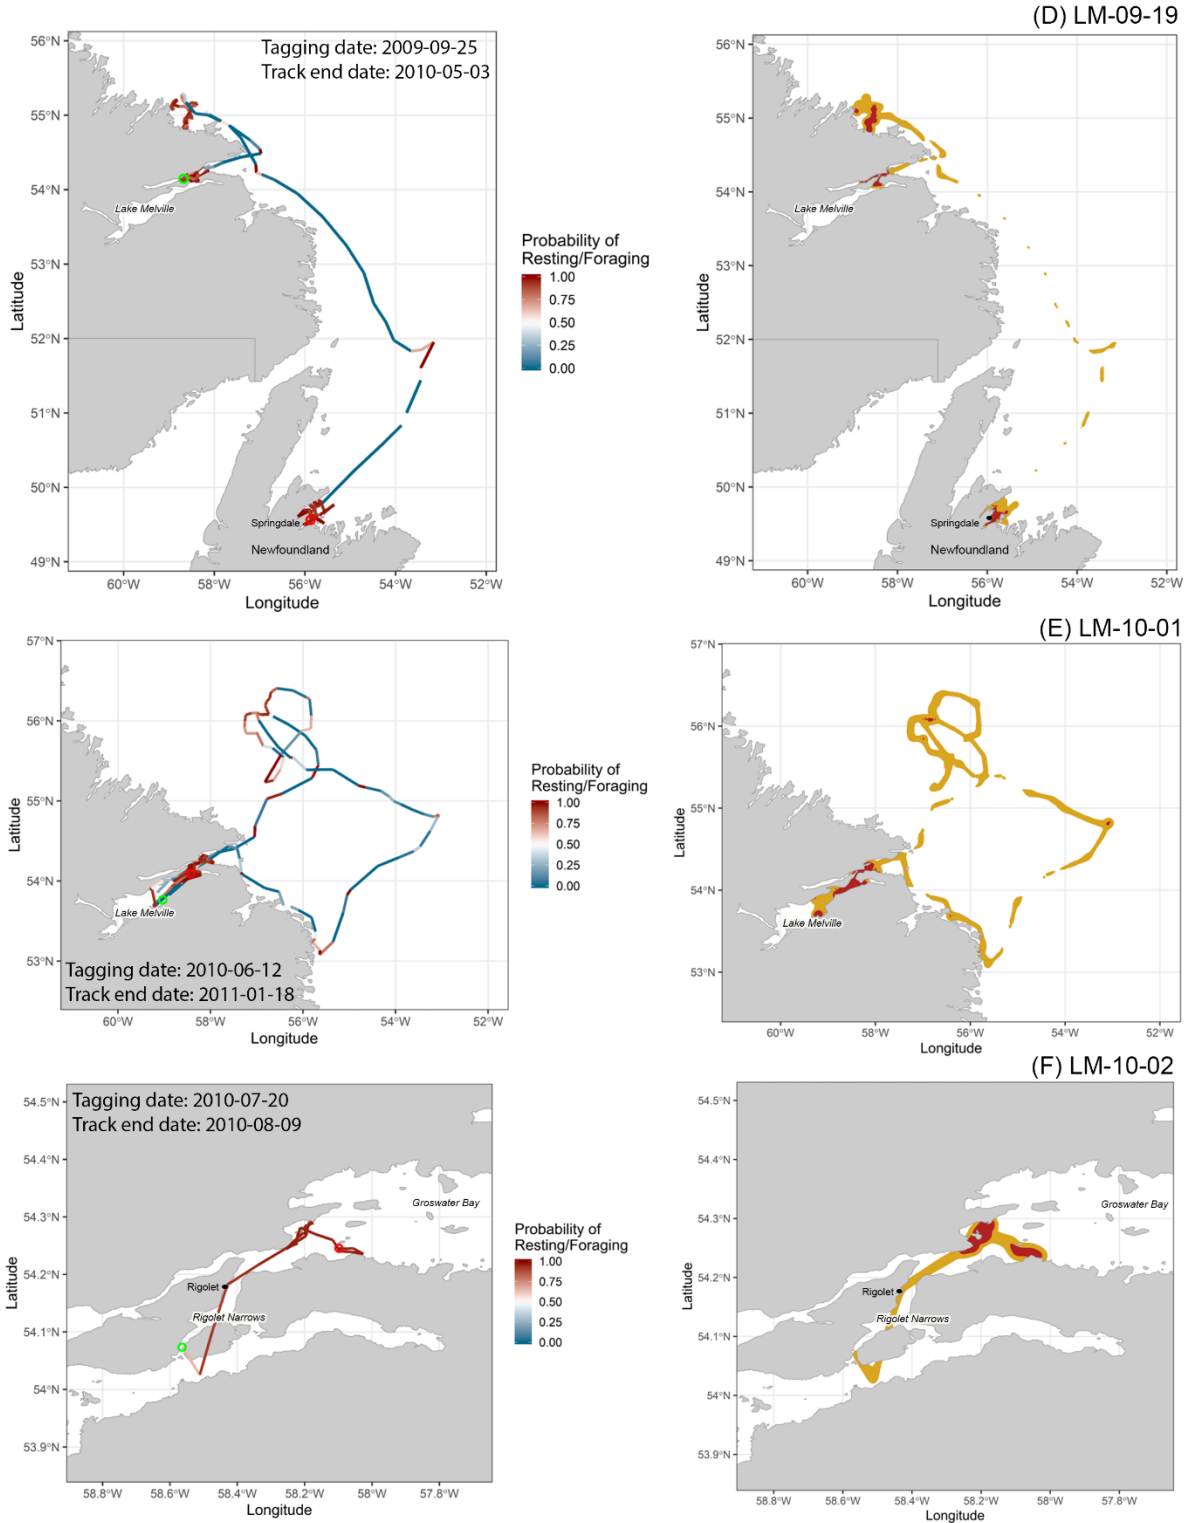 (D) LM-09-19
Tagging date: 2009-09-25
Track end date: 2010-05-03
56°N
55°N
54°N
53°N
52°N
51°N
50°N
49°N
Latitude
Lake Melville
Springdale
Newfoundland
60°W 58°W 56°W 54°W 52°W
Longitude
Probability of
Resting/Foraging
1.00
0.75
0.50
0.25
0.00
56°N
55°N
54°N
53°N
52°N
51°N
50°N
49°N
Latitude
Lake Melville
Springdale
Newfoundland
60°W 58°W 56°W 54°W 52°W
Longitude
(E) LM-10-01
57°N
56°N
55°N
54°N
53°N
Latitude
Lake Melville
Tagging date: 2010-06-12
Track end date: 2011-01-18
60°W 58°W 56°W 54°W 52°W
Longitude
Probability of
Resting/Foraging
1.00
0.75
0.50
0.25
0.00
57°N
56°N
55°N
54°N
53°N
Latitude
Lake Melville
60°W 58°W 56°W 54°W 52°W
Longitude
(F) LM-10-02
Tagging date: 2010-07-20
Track end date: 2010-08-09
54.5°N
54.4°N
54.3°N
54.2°N
54.1°N
54°N
53.9°N
Latitude
Groswater Bay
Rigolet
Rigolet Narrows
58.8°W 58.6°W 58.4°W 58.2°W 58°W 57.8°W
Longitude
Probability of
Resting/Foraging
1.00
0.75
0.50
0.25
0.00
54.5°N
54.4°N
54.3°N
54.2°N
54.1°N
54°N
53.9°N
Latitude
Groswater Bay
Rigolet
Rigolet Narrows
58.8°W 58.6°W 58.4°W 58.2°W 58°W 57.8°W
Longitude